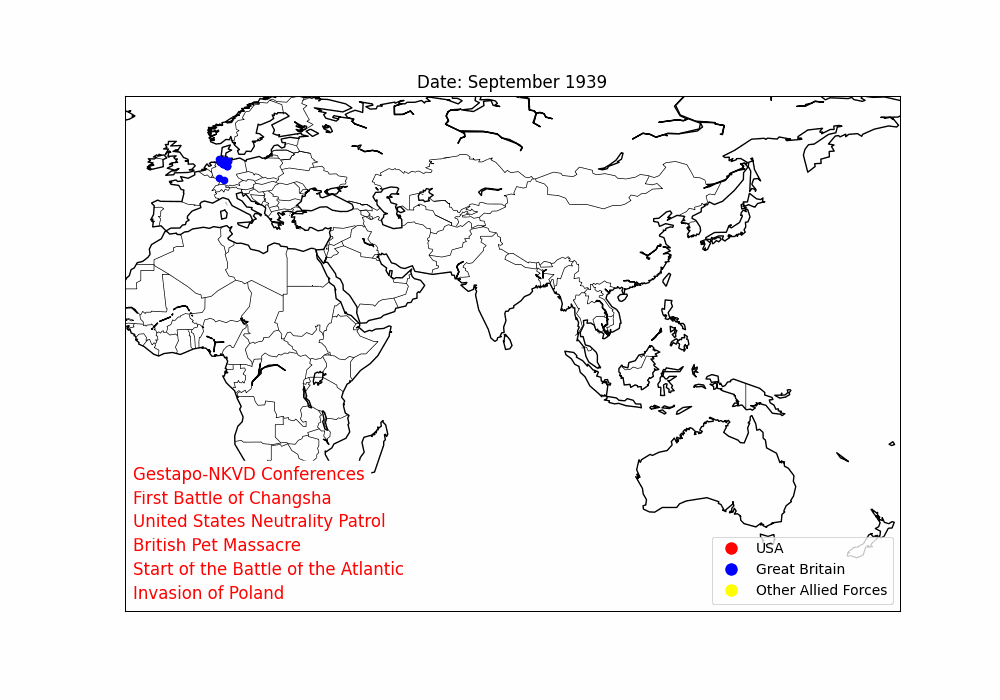 Date: September 1939
Gestapo-NKVD Conferences
First Battle of Changsha
United States Neutrality Patrol
British Pet Massacre
Start of the Battle of the Atlantic
Invasion of Poland
USA
Great Britain
Other Allied Forces